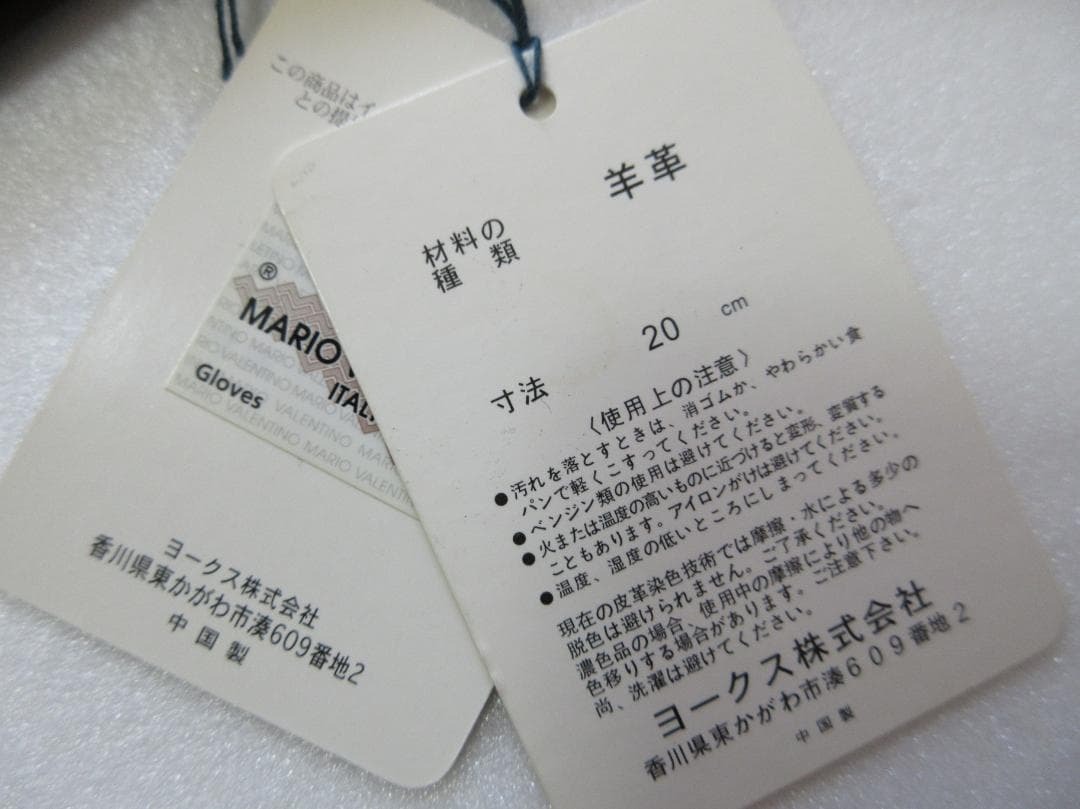 この商品はイ
との提
®
MARIO
ITAL
Gloves
VALENTINO MARIO VALENTINO
ヨークス株式会社
香川県東かがわ市湊609番地2
中国製
羊革
材料の
種類
20 cm
寸法
〈使用上の注意〉
●汚れを落とすときは、消ゴムか、やわらかい食
パンで軽くこすってください。
●ベンジン類の使用は避けてください。
●火または温度の高いものに近づけると変形、変質する
こともあります。アイロンがけは避けてください。
●温度、湿度の低いところにしまってください。
現在の皮革染色技術では摩擦・水による多少の
脱色は避けられません。ご了承ください。
濃色品の場合、使用中の摩擦により他の物へ
色移りする場合があります。ご注意下さい。
尚、洗濯は避けてください。
ヨークス株式会社
香川県東かがわ市湊609番地2
中国製